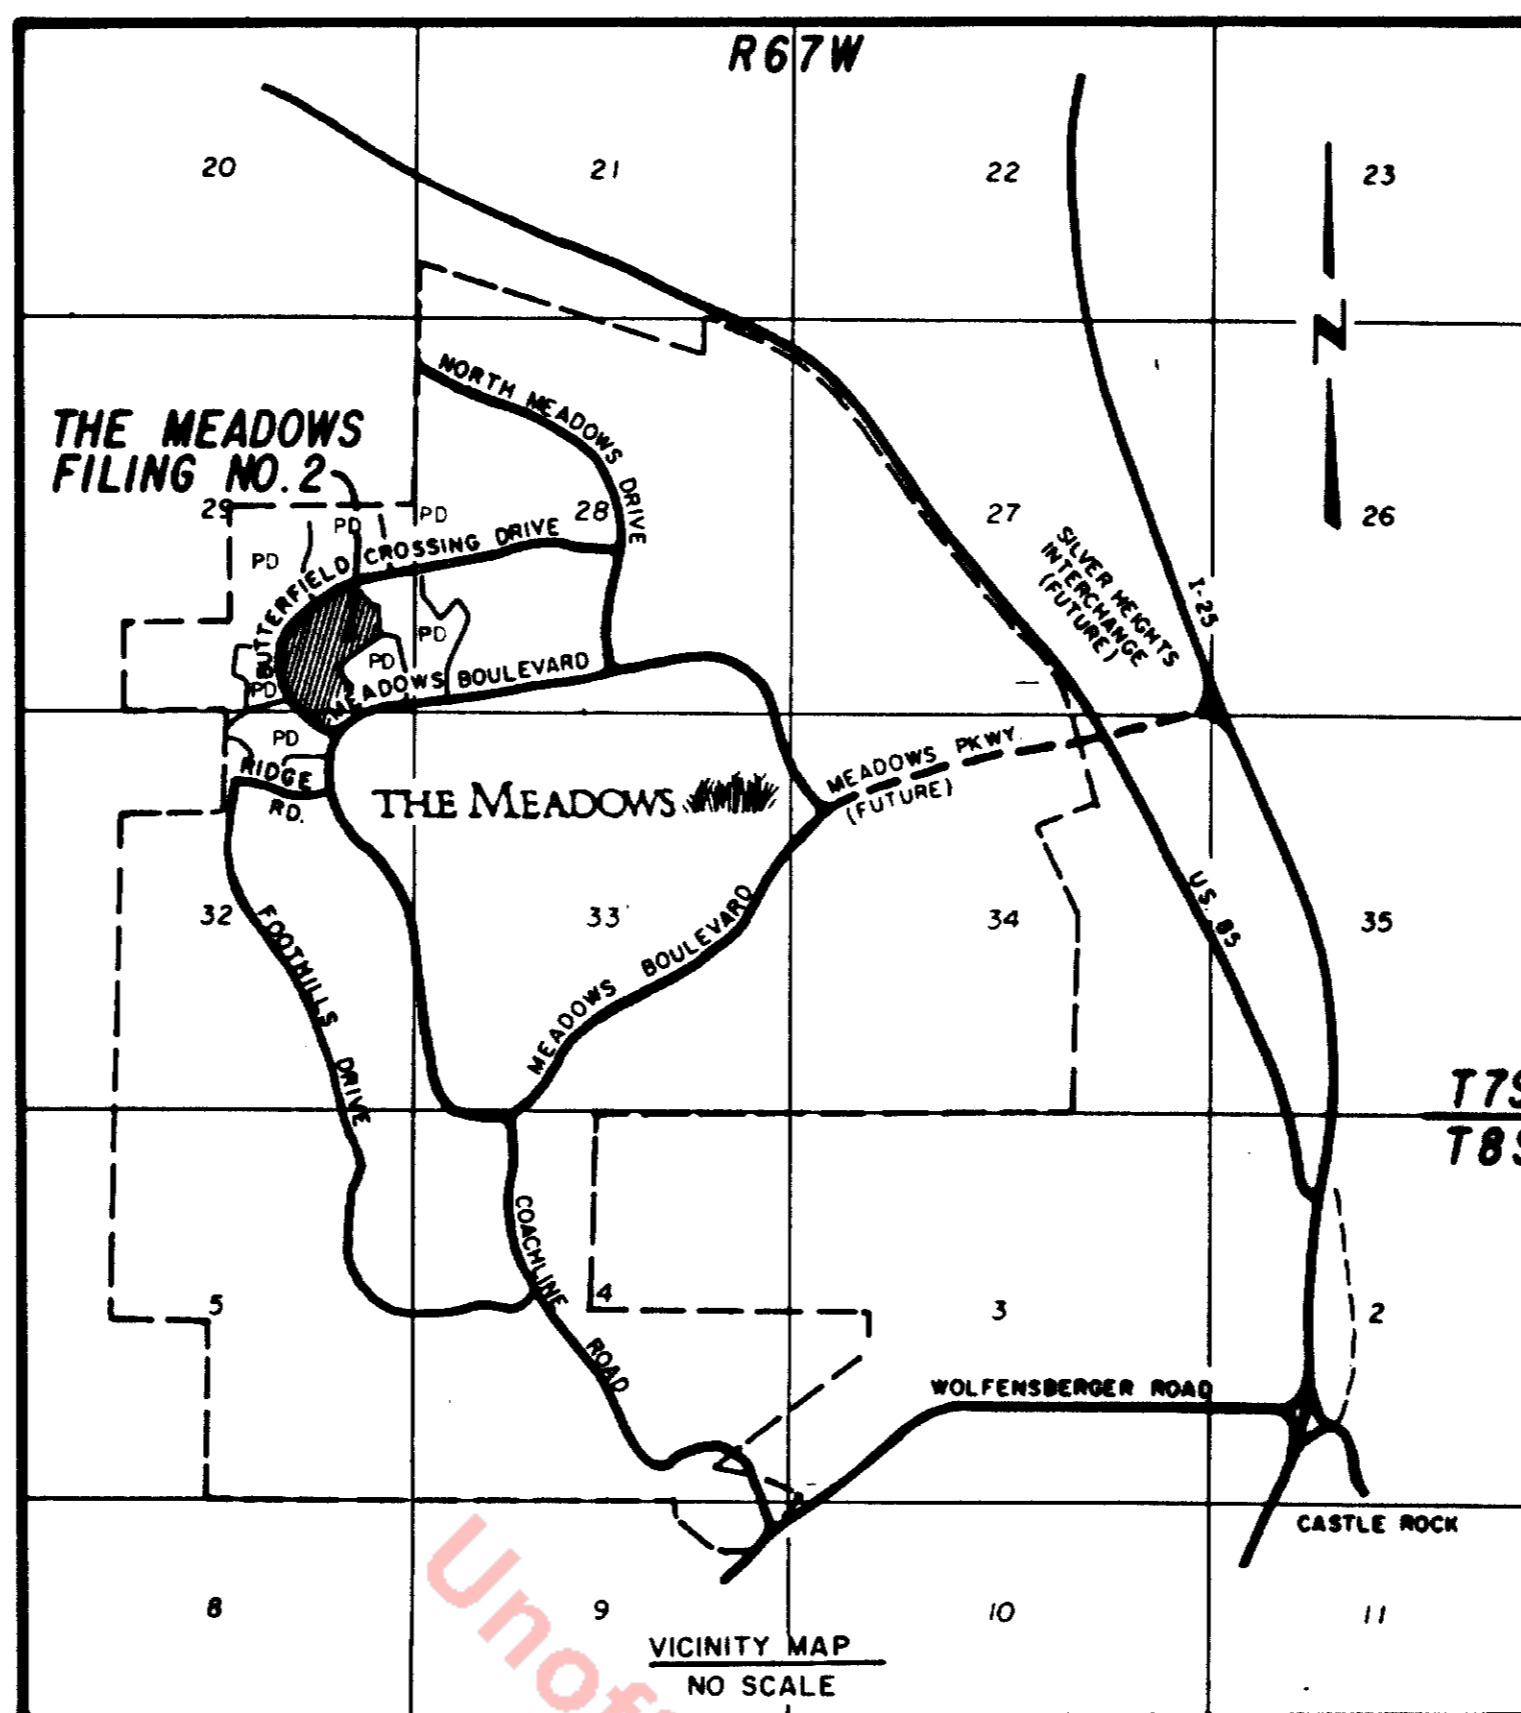 R67W
20
21
22
23
NORTH MEADOWS DRIVE
THE MEADOWS
FILING NO. 2
29
PD
PD
28
27
26
PD
BUTTERFIELD CROSSING DRIVE
SILVER HEIGHTS
INTERCHANGE
(FUTURE)
I-25
PD
PD
PD
MEADOWS BOULEVARD
PD
RIDGE
RD.
THE MEADOWS
MEADOWS PKWY.
(FUTURE)
32
33
34
35
US. 85
FOOTHILLS DRIVE
MEADOWS BOULEVARD
N
T7S
T8S
COACHLINE ROAD
5
4
3
2
WOLFENSBERGER ROAD
CASTLE ROCK
8
9
10
11
VICINITY MAP
NO SCALE